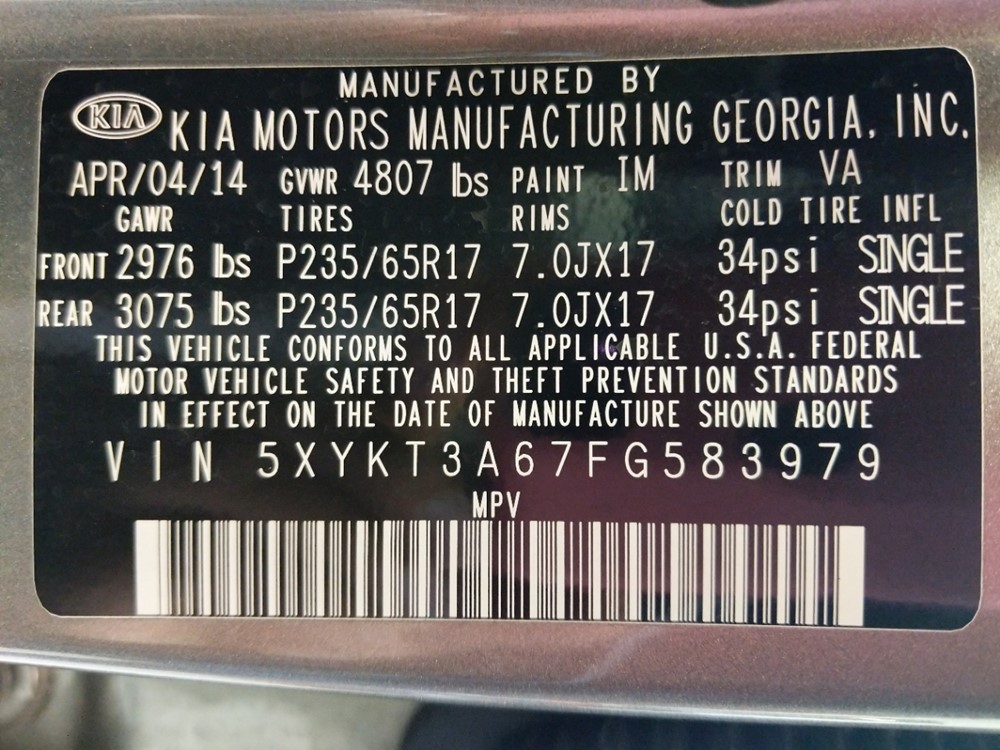 MANUFACTURED BY
KIA KIA MOTORS MANUFACTURING GEORGIA, INC.
APR/04/14 GVWR 4807 lbs PAINT IM TRIM VA
GAWR TIRES RIMS COLD TIRE INFL
FRONT 2976 lbs P235/65R17 7.0JX17 34psi SINGLE
REAR 3075 lbs P235/65R17 7.0JX17 34psi SINGLE
THIS VEHICLE CONFORMS TO ALL APPLICABLE U.S.A. FEDERAL
MOTOR VEHICLE SAFETY AND THEFT PREVENTION STANDARDS
IN EFFECT ON THE DATE OF MANUFACTURE SHOWN ABOVE
VIN 5XYKT3A67FG583979
MPV